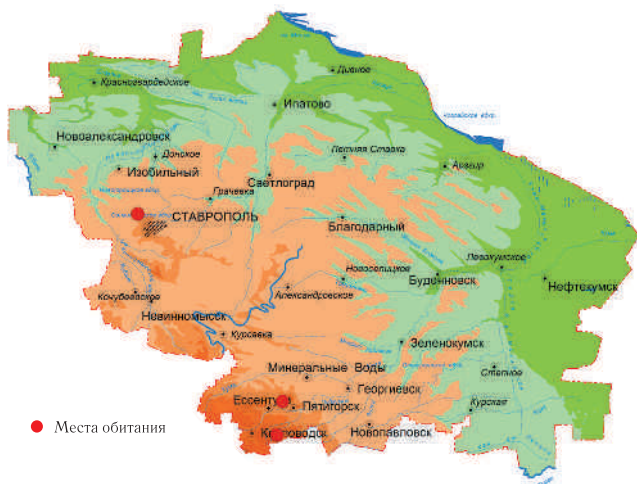 Дивное
Красногвардейское
Ипатово
Новоалександровск
Донское
Летняя Ставка
Изобильный
Светлоград
Арзгир
Грачевка
СТАВРОПОЛЬ
Благодарный
Левокумское
Новоселицкое
Буденновск
Нефтекумск
Кочубеевское
Александровское
Невинномысск
Курсавка
Зеленокумск
Минеральные Воды
Степное
Георгиевск
Ессентуки
Пятигорск
Курская
Новопавловск
Кисловодск
Места обитания